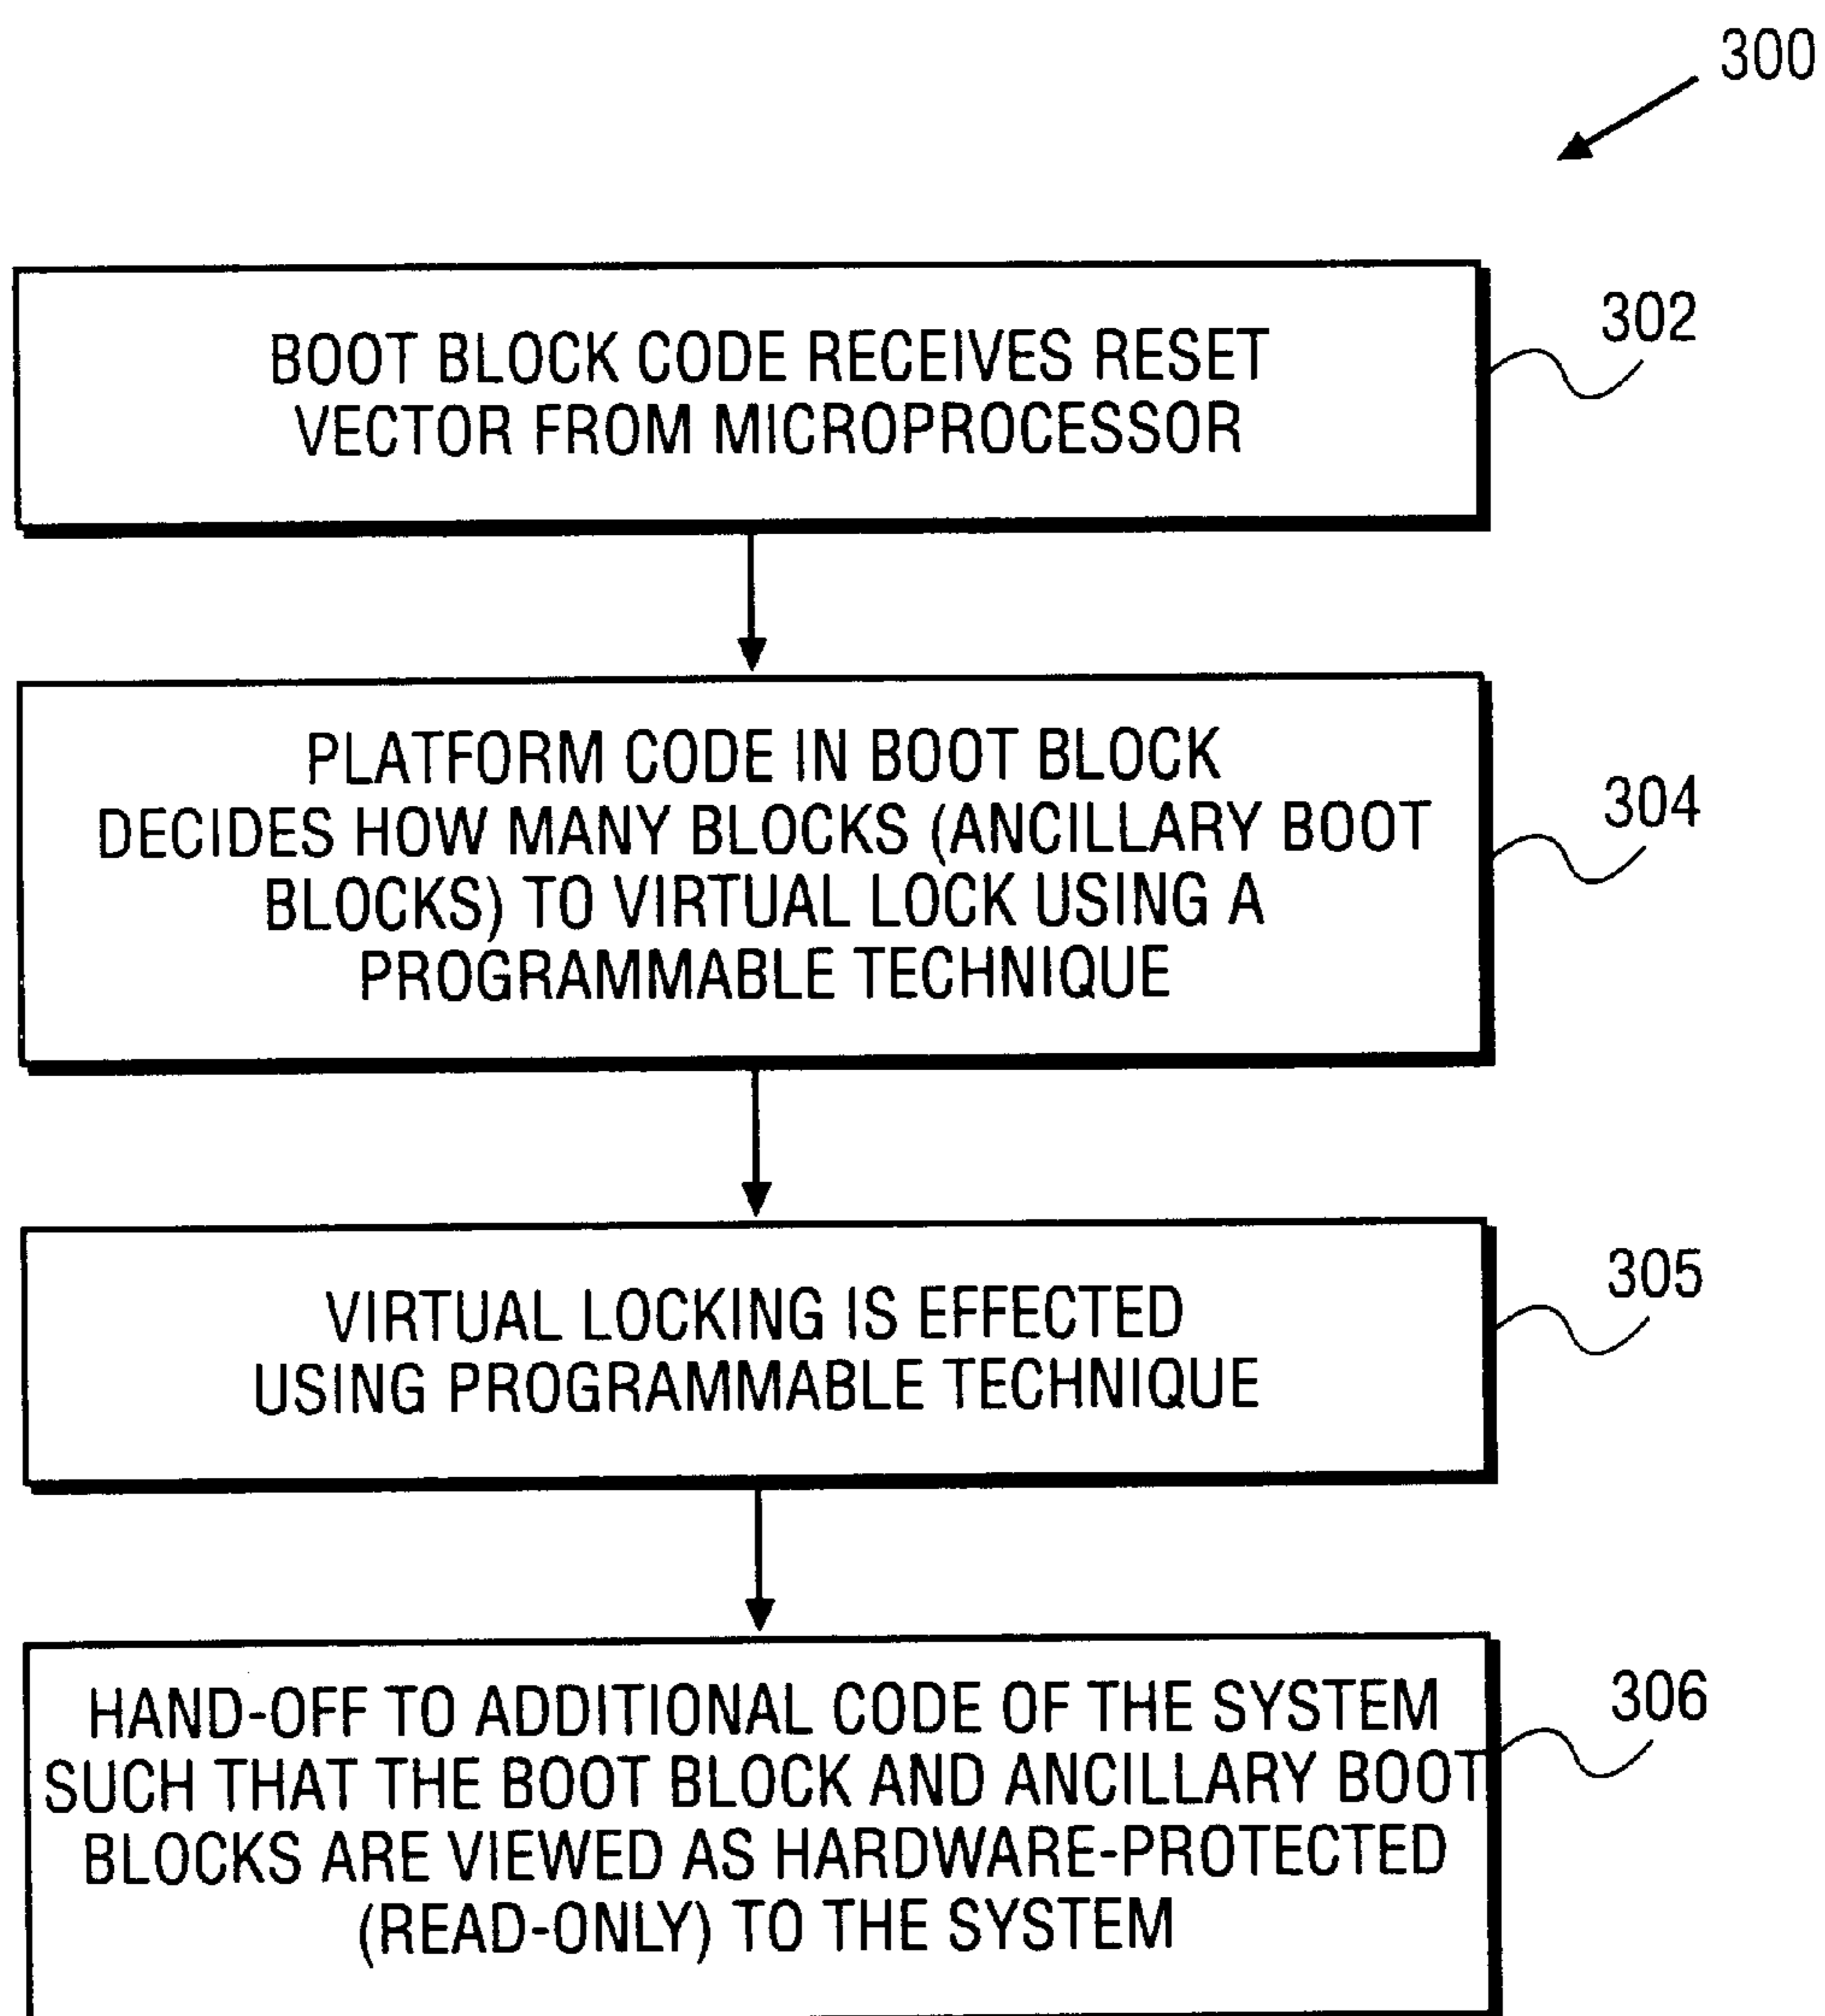 300
BOOT BLOCK CODE RECEIVES RESET
VECTOR FROM MICROPROCESSOR
302
PLATFORM CODE IN BOOT BLOCK
DECIDES HOW MANY BLOCKS (ANCILLARY BOOT
BLOCKS) TO VIRTUAL LOCK USING A
PROGRAMMABLE TECHNIQUE
304
VIRTUAL LOCKING IS EFFECTED
USING PROGRAMMABLE TECHNIQUE
305
HAND-OFF TO ADDITIONAL CODE OF THE SYSTEM
SUCH THAT THE BOOT BLOCK AND ANCILLARY BOOT
BLOCKS ARE VIEWED AS HARDWARE-PROTECTED
(READ-ONLY) TO THE SYSTEM
306